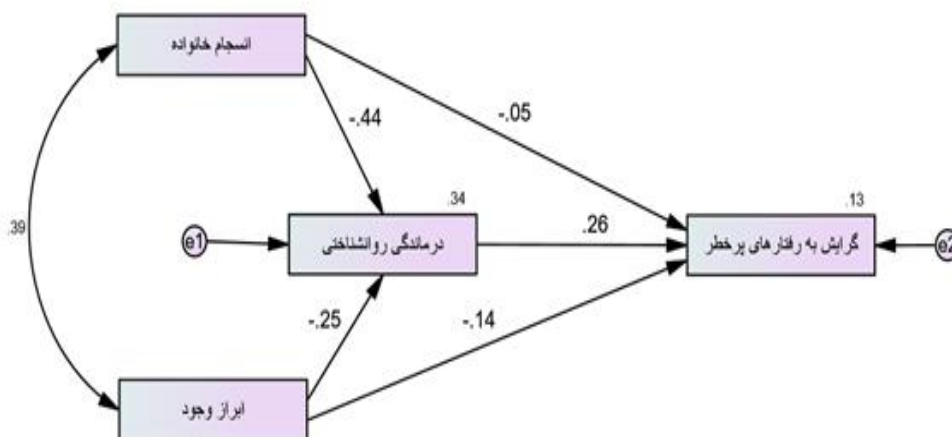 انسجام خانواده
-.44
-.05
.39
.34
.13
e1
درماندگی روانشناختی
.26
گرایش به رفتارهای پرخطر
e2
-.25
-.14
ابراز وجود